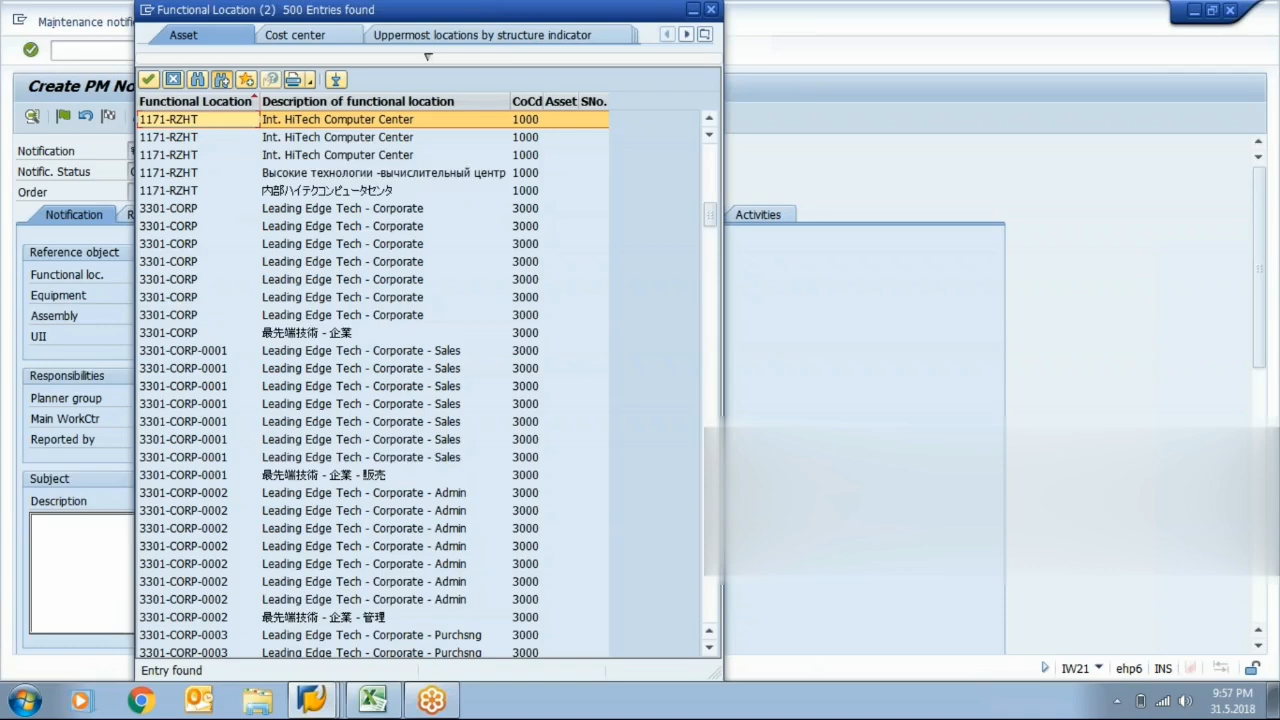 Functional Location (2)   500 Entries found
Maintenance notifi
Asset
Cost center
Uppermost locations by structure indicator
Create PM No
Functional Location
Description of functional location
CoCd
Asset
SNo.
1171-RZHT Int. HiTech Computer Center 1000
1171-RZHT Int. HiTech Computer Center 1000
1171-RZHT Int. HiTech Computer Center 1000
1171-RZHT Высокие технологии -вычислительный центр 1000
1171-RZHT 内部ハイテクコンピュータセンタ 1000
3301-CORP Leading Edge Tech - Corporate 3000
3301-CORP Leading Edge Tech - Corporate 3000
3301-CORP Leading Edge Tech - Corporate 3000
3301-CORP Leading Edge Tech - Corporate 3000
3301-CORP Leading Edge Tech - Corporate 3000
3301-CORP Leading Edge Tech - Corporate 3000
3301-CORP Leading Edge Tech - Corporate 3000
3301-CORP 最先端技術 - 企業 3000
3301-CORP-0001 Leading Edge Tech - Corporate - Sales 3000
3301-CORP-0001 Leading Edge Tech - Corporate - Sales 3000
3301-CORP-0001 Leading Edge Tech - Corporate - Sales 3000
3301-CORP-0001 Leading Edge Tech - Corporate - Sales 3000
3301-CORP-0001 Leading Edge Tech - Corporate - Sales 3000
3301-CORP-0001 Leading Edge Tech - Corporate - Sales 3000
3301-CORP-0001 Leading Edge Tech - Corporate - Sales 3000
3301-CORP-0001 最先端技術 - 企業 - 販売 3000
3301-CORP-0002 Leading Edge Tech - Corporate - Admin 3000
3301-CORP-0002 Leading Edge Tech - Corporate - Admin 3000
3301-CORP-0002 Leading Edge Tech - Corporate - Admin 3000
3301-CORP-0002 Leading Edge Tech - Corporate - Admin 3000
3301-CORP-0002 Leading Edge Tech - Corporate - Admin 3000
3301-CORP-0002 Leading Edge Tech - Corporate - Admin 3000
3301-CORP-0002 Leading Edge Tech - Corporate - Admin 3000
3301-CORP-0002 最先端技術 - 企業 - 管理 3000
3301-CORP-0003 Leading Edge Tech - Corporate - Purchsng 3000
3301-CORP-0003 Leading Edge Tech - Corporate - Purchsng 3000
Entry found
Notification
Notific. Status
Order
Notification
R
Activities
Reference object
Functional loc.
Equipment
Assembly
UII
Responsibilities
Planner group
Main WorkCtr
Reported by
Subject
Description
IW21
ehp6
INS
9:57 PM
31.5.2018